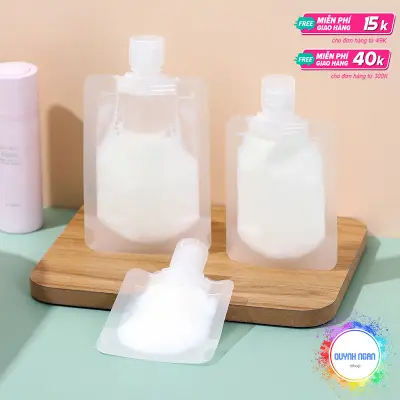 FREE
MIỄN PHÍ
GIAO HÀNG
15K
cho đơn hàng từ 49K
FREE
MIỄN PHÍ
GIAO HÀNG
40K
cho đơn hàng từ 300K
QUYNH NGAN
shop